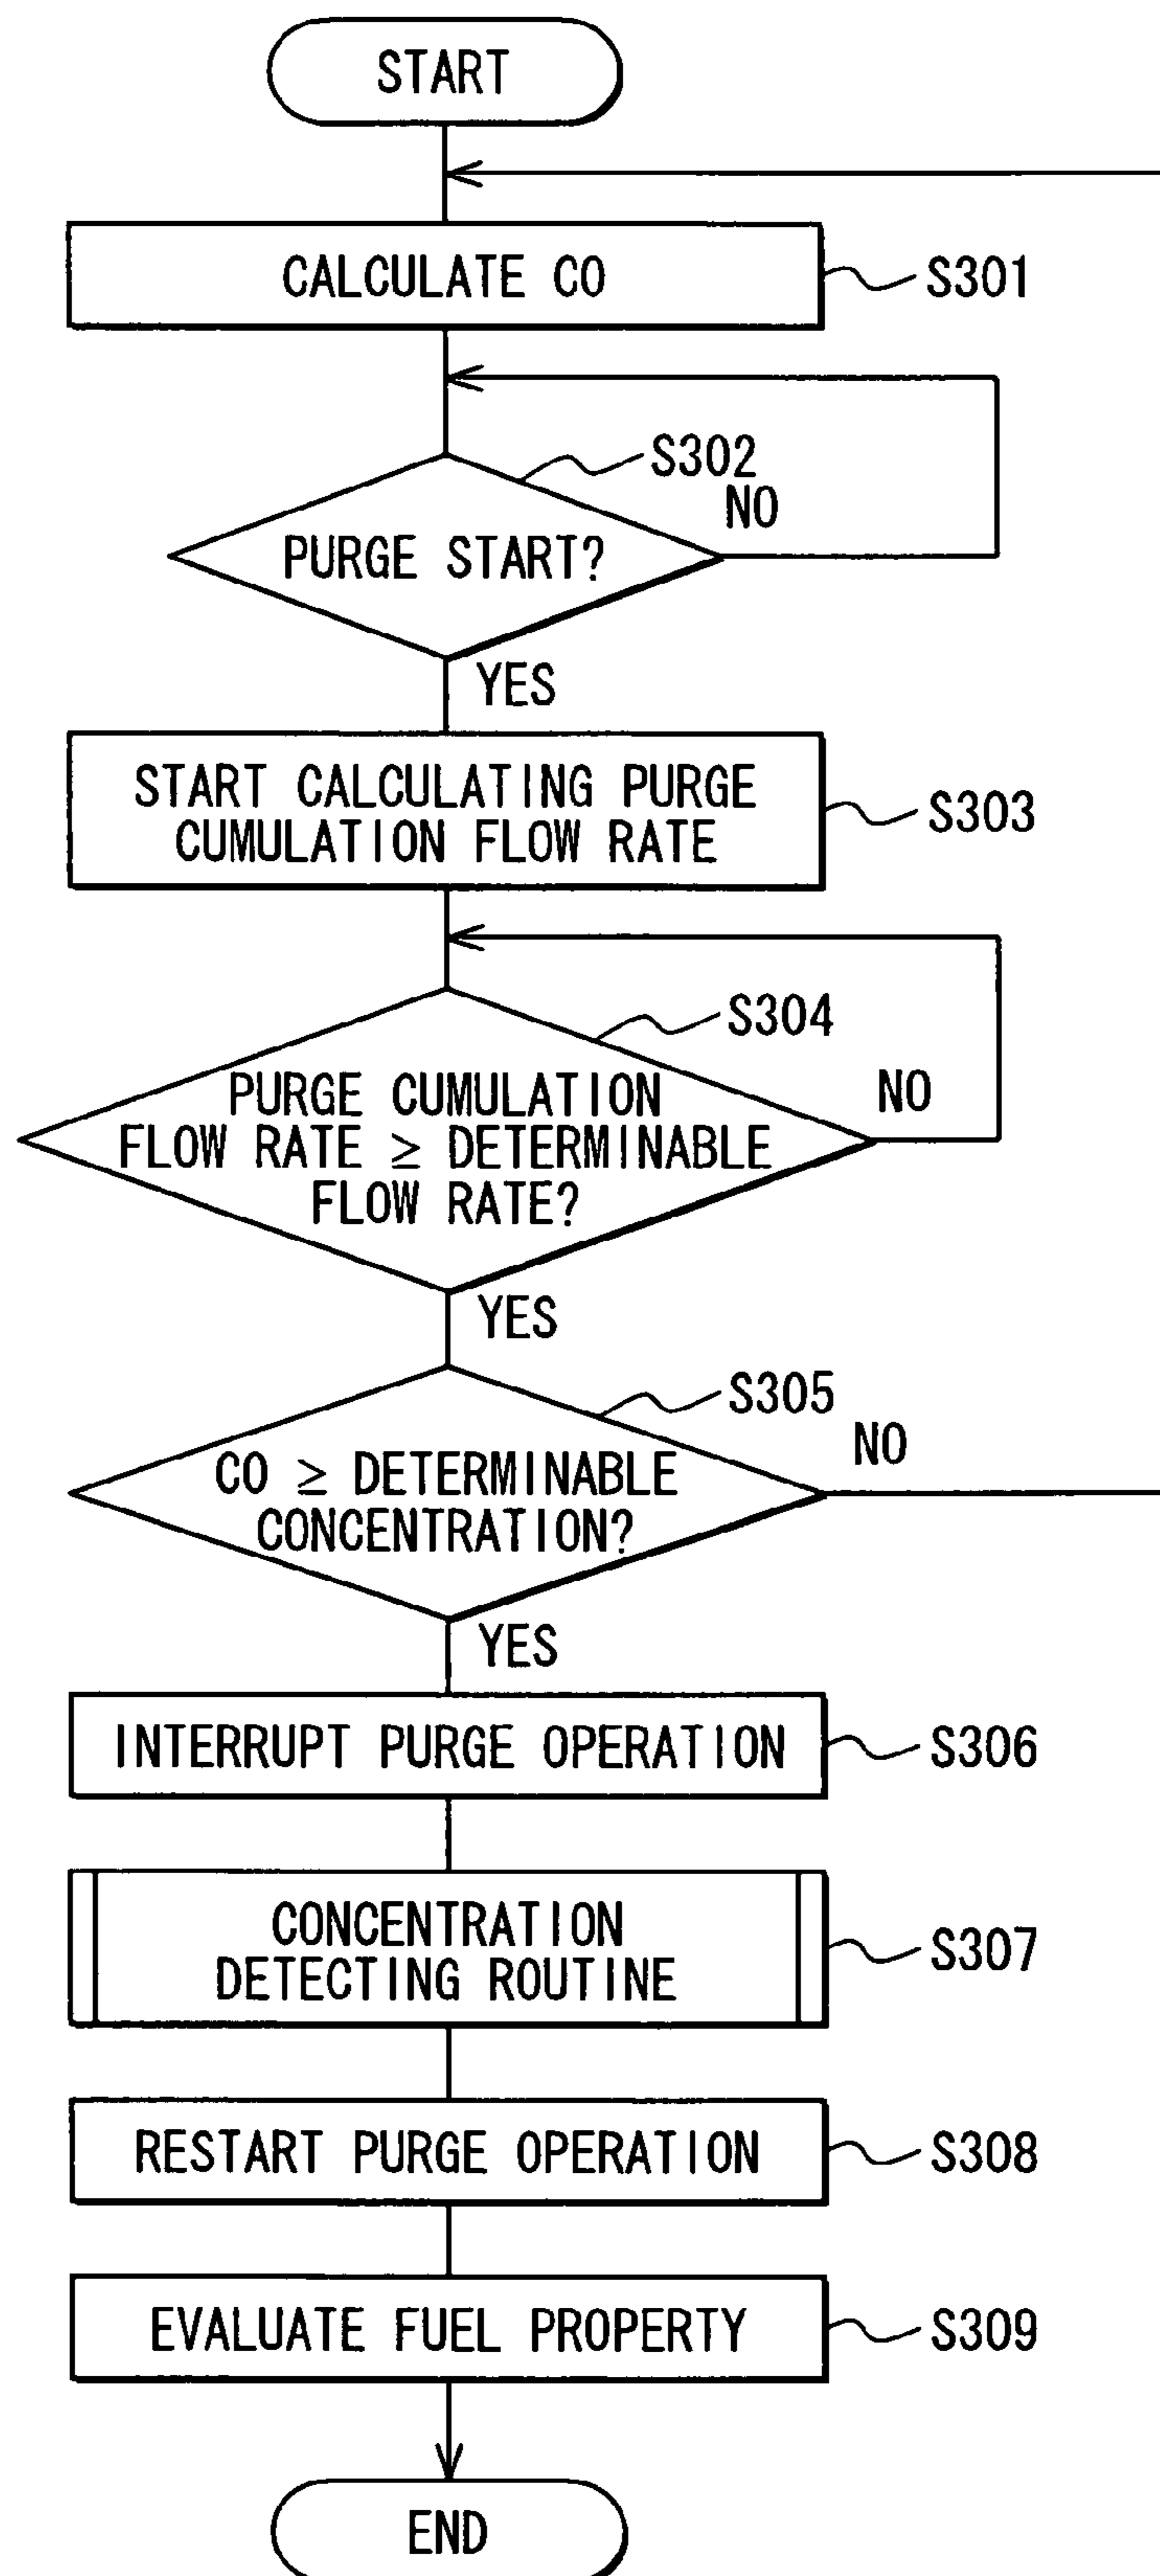 START
CALCULATE C0
S301
S302
NO
PURGE START?
YES
START CALCULATING PURGE
CUMULATION FLOW RATE
S303
S304
NO
PURGE CUMULATION
FLOW RATE ≥ DETERMINABLE
FLOW RATE?
YES
S305
NO
C0 ≥ DETERMINABLE
CONCENTRATION?
YES
INTERRUPT PURGE OPERATION
S306
CONCENTRATION
DETECTING ROUTINE
S307
RESTART PURGE OPERATION
S308
EVALUATE FUEL PROPERTY
S309
END